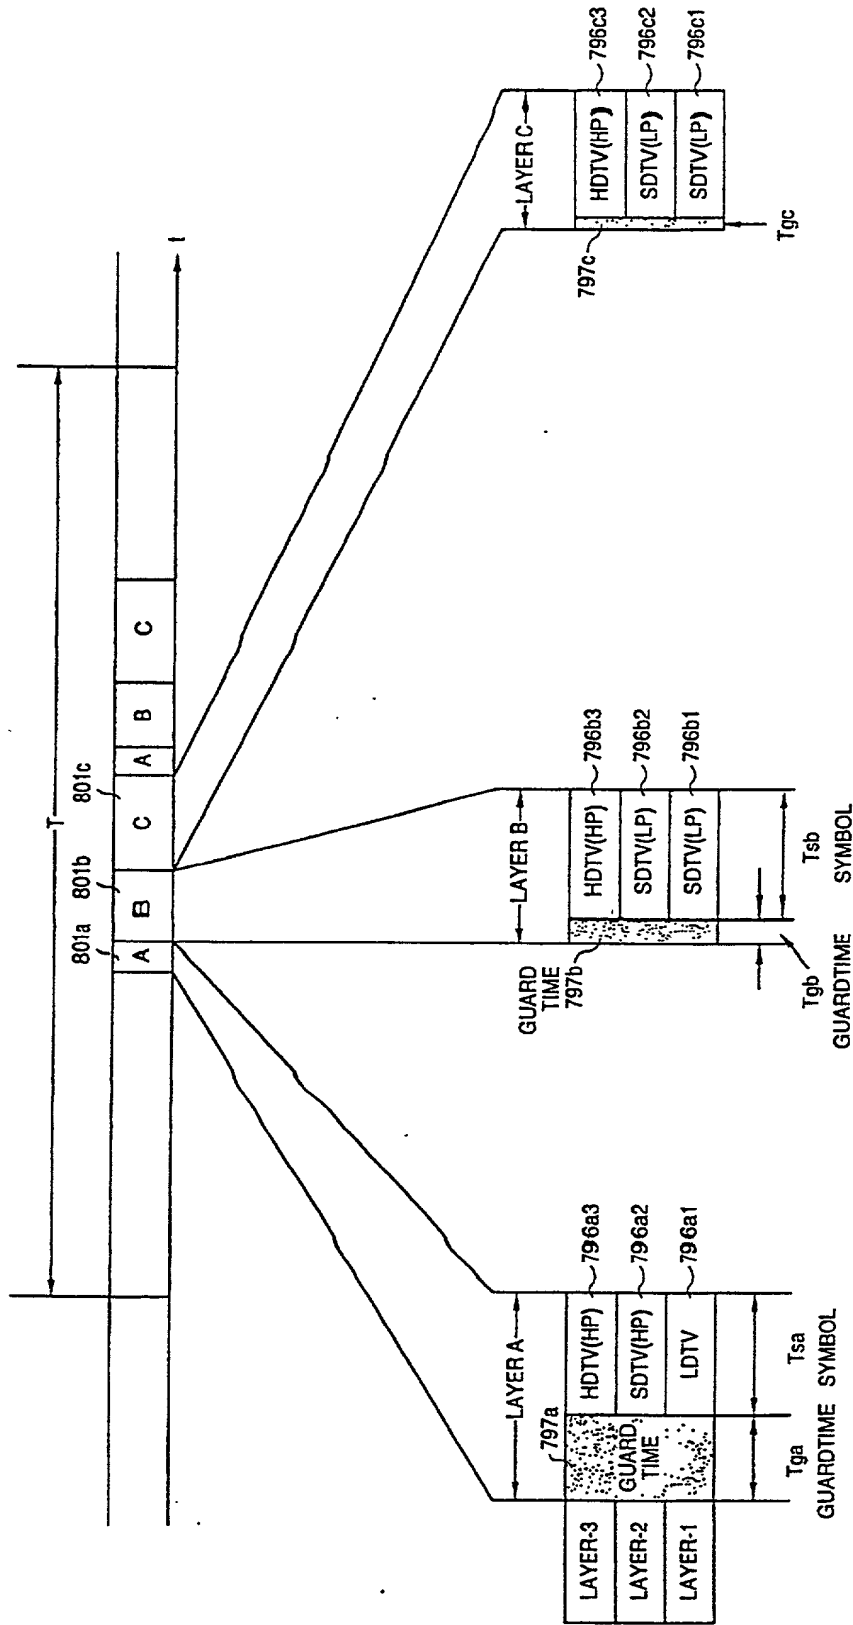 T
801a
801b
801c
A
B
C
A
B
C
t
LAYER A
797a
LAYER-3
LAYER-2
LAYER-1
GUARD
TIME
HDTV(HP)
SDTV(HP)
LDTV
796a3
796a2
796a1
Tga
GUARDTIME
Tsa
SYMBOL
LAYER B
GUARD
TIME
797b
HDTV(HP)
SDTV(LP)
SDTV(LP)
796b3
796b2
796b1
Tgb
GUARDTIME
Tsb
SYMBOL
LAYER C
797c
HDTV(HP)
SDTV(LP)
SDTV(LP)
796c3
796c2
796c1
Tgc